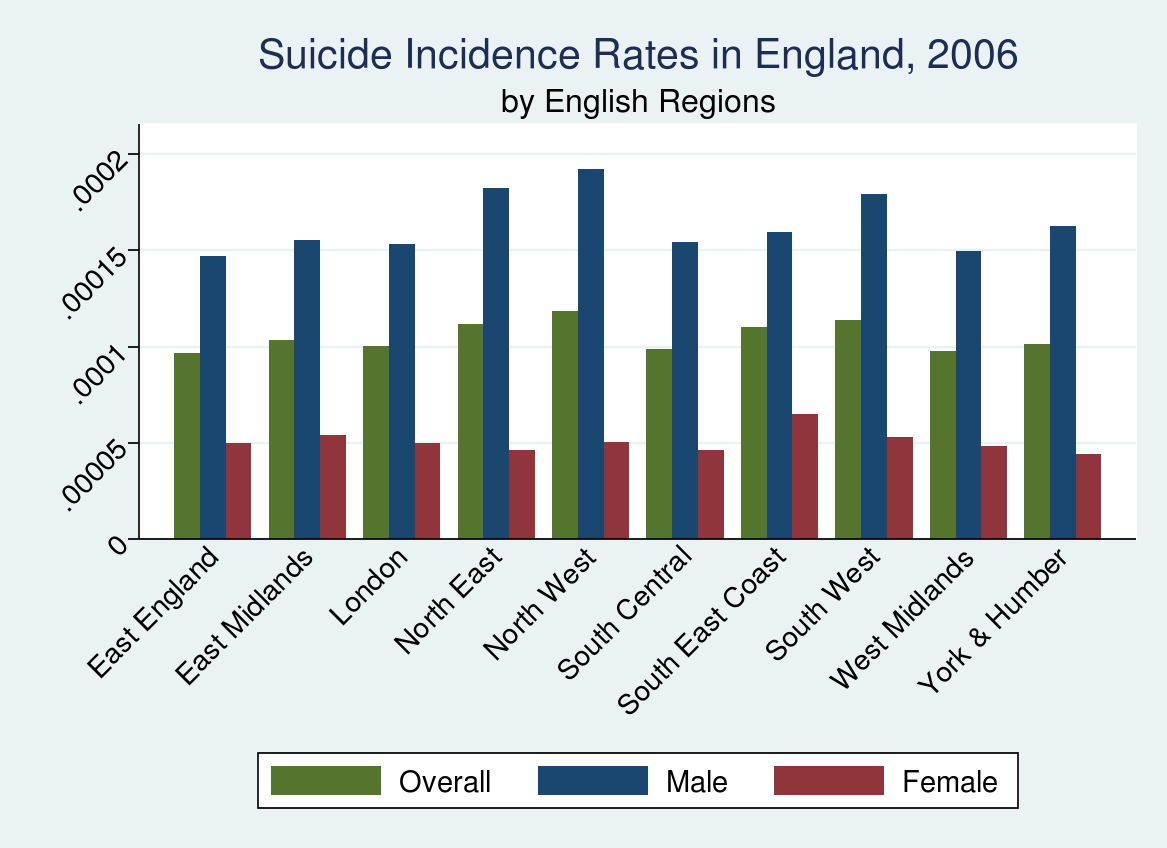 Suicide Incidence Rates in England, 2006
by English Regions
.0002
.00015
.0001
.00005
0
East England
East Midlands
London
North East
North West
South Central
South East Coast
South West
West Midlands
York & Humber
Overall
Male
Female